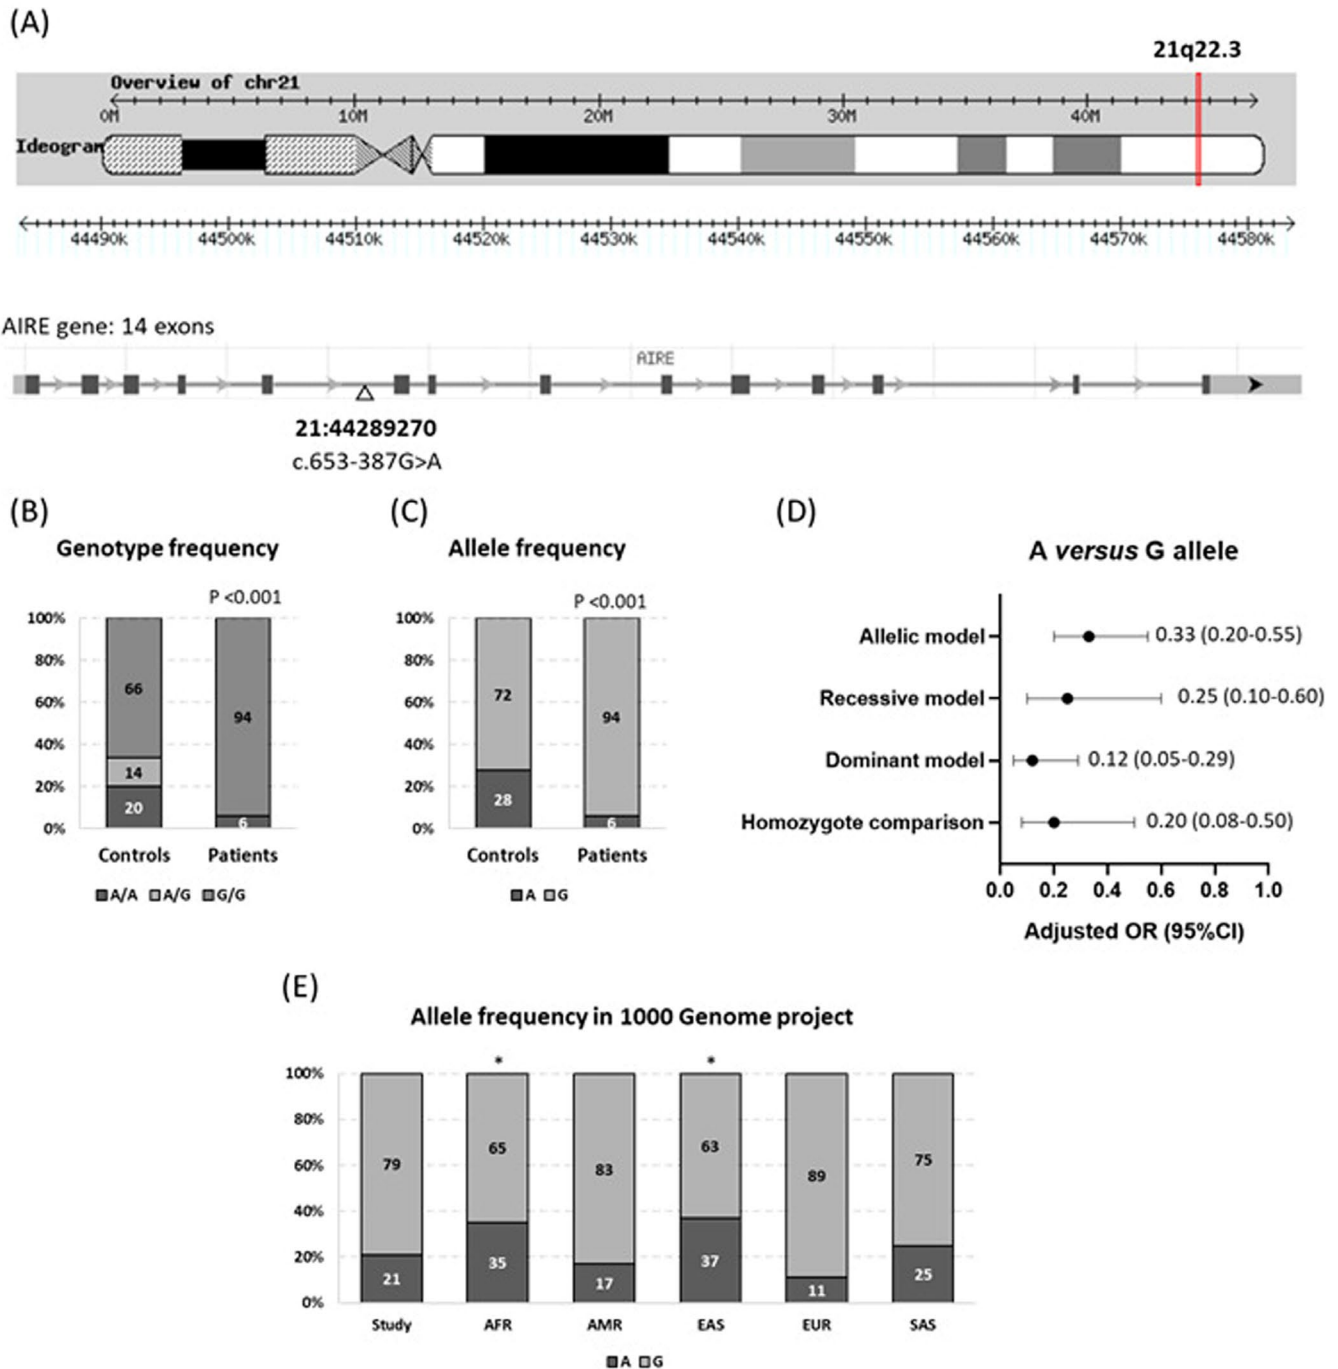 (A)
21q22.3
Overview of chr21
0M 10M 20M 30M 40M
Ideogram
44490k 44500k 44510k 44520k 44530k 44540k 44550k 44560k 44570k 44580k
AIRE gene: 14 exons
AIRE
21:44289270
c.653-387G>A
(B)
Genotype frequency
P <0.001
100%
80%
60%
40%
20%
0%
66
14
20
94
6
Controls Patients
A/A A/G G/G
(C)
Allele frequency
P <0.001
100%
80%
60%
40%
20%
0%
72
28
94
6
Controls Patients
A G
(D)
A versus G allele
Allelic model 0.33 (0.20-0.55)
Recessive model 0.25 (0.10-0.60)
Dominant model 0.12 (0.05-0.29)
Homozygote comparison 0.20 (0.08-0.50)
0.0 0.2 0.4 0.6 0.8 1.0
Adjusted OR (95%CI)
(E)
Allele frequency in 1000 Genome project
* *
100%
80%
60%
40%
20%
0%
79 65 83 63 89 75
21 35 17 37 11 25
Study AFR AMR EAS EUR SAS
A G